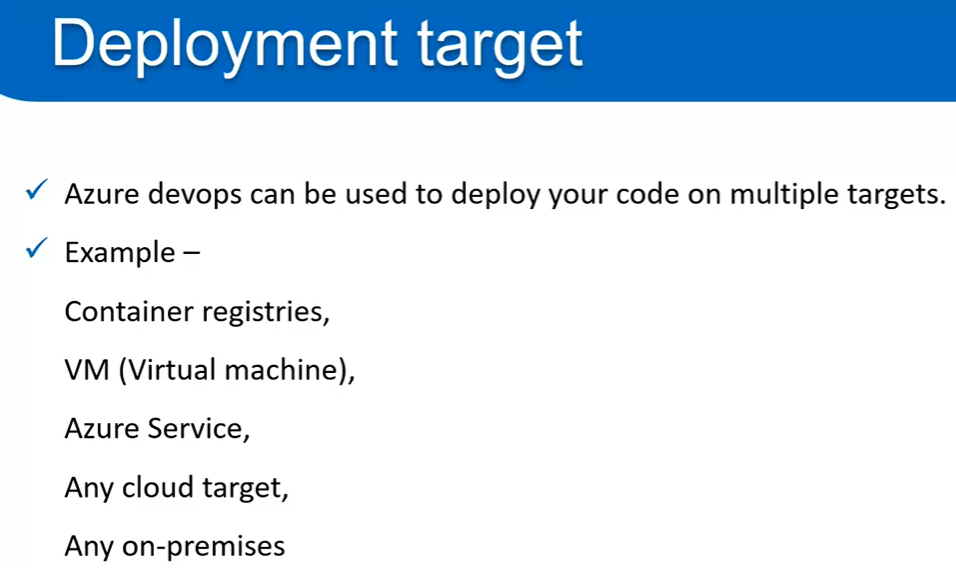 Deployment target
✓ Azure devops can be used to deploy your code on multiple targets.
✓ Example –
Container registries,
VM (Virtual machine),
Azure Service,
Any cloud target,
Any on-premises